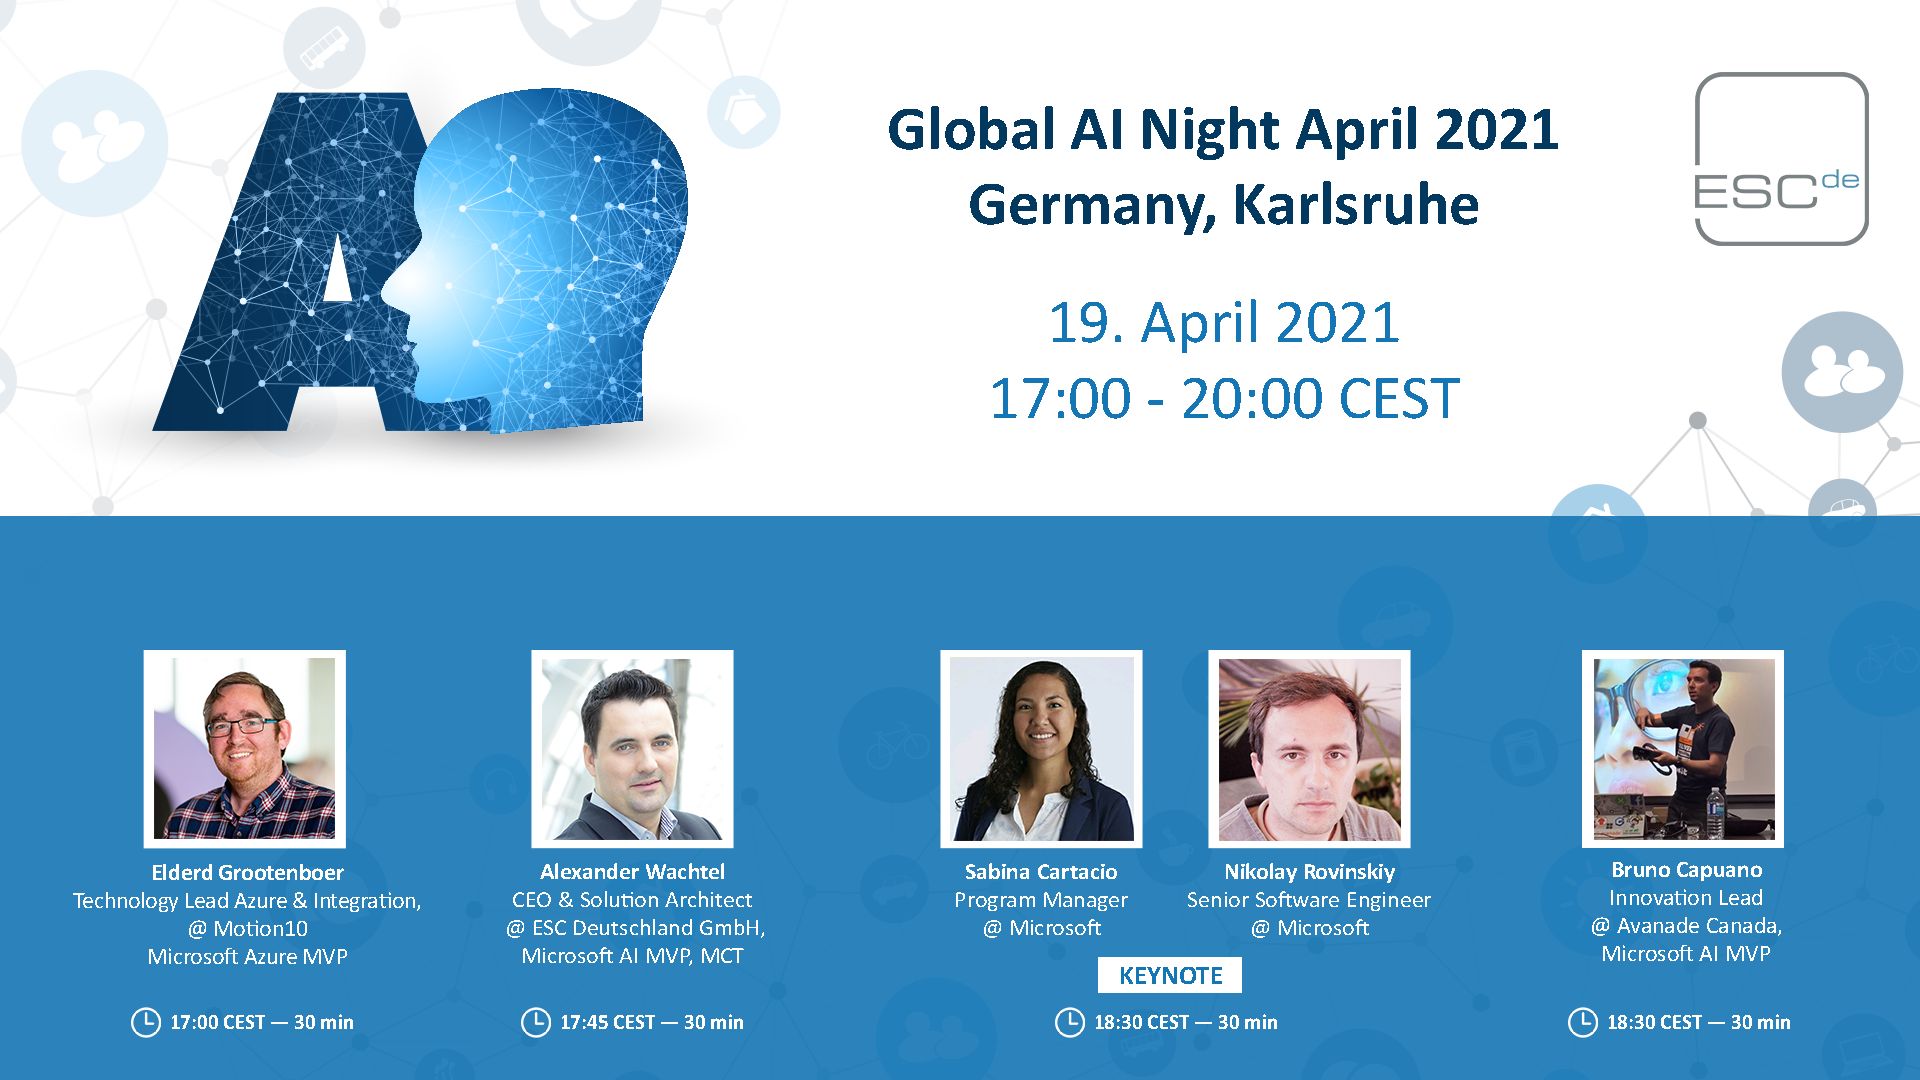 Global AI Night April 2021
Germany, Karlsruhe
ESC de
19. April 2021
17:00 - 20:00 CEST
Elderd Grootenboer
Technology Lead Azure & Integration,
@ Motion10
Microsoft Azure MVP
17:00 CEST — 30 min
Alexander Wachtel
CEO & Solution Architect
@ ESC Deutschland GmbH,
Microsoft AI MVP, MCT
17:45 CEST — 30 min
Sabina Cartacio
Program Manager
@ Microsoft
Nikolay Rovinskiy
Senior Software Engineer
@ Microsoft
KEYNOTE
18:30 CEST — 30 min
Bruno Capuano
Innovation Lead
@ Avanade Canada,
Microsoft AI MVP
18:30 CEST — 30 min